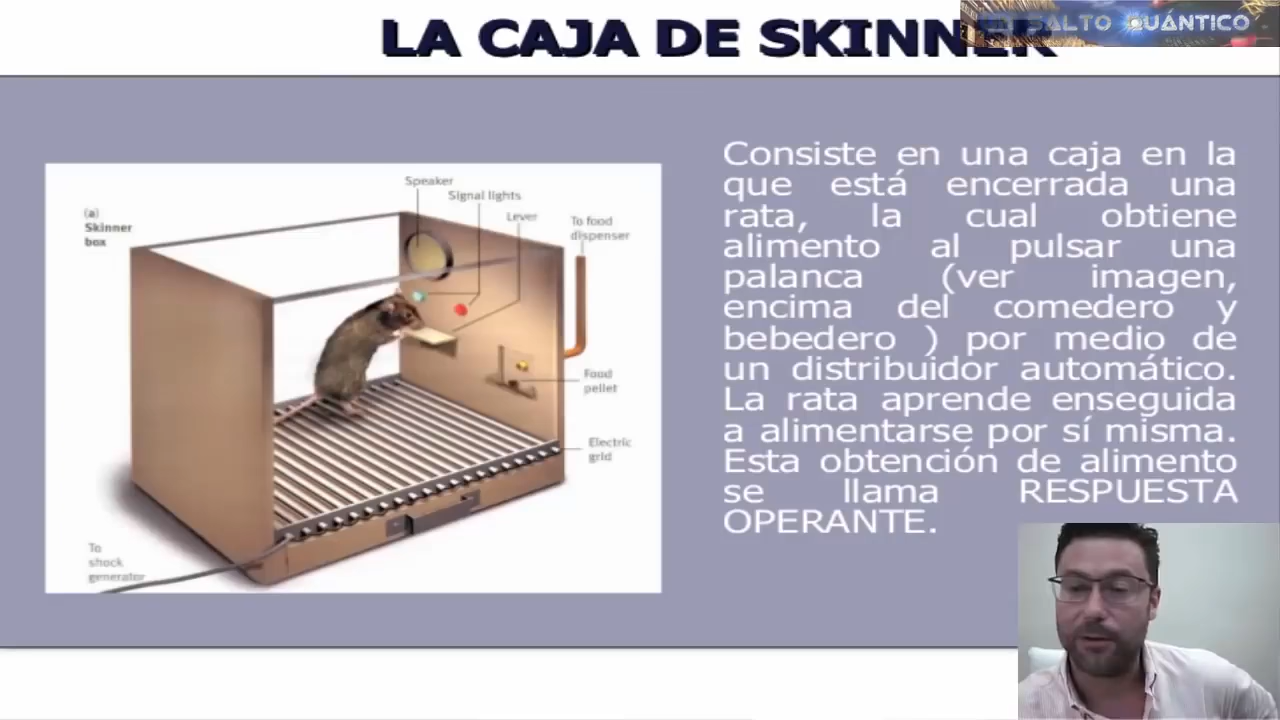 LA CAJA DE SKINNER
SALTO CUÁNTICO
Consiste en una caja en la
que está encerrada una
rata, la cual obtiene
alimento al pulsar una
palanca (ver imagen,
encima del comedero y
bebedero ) por medio de
un distribuidor automático.
La rata aprende enseguida
a alimentarse por sí misma.
Esta obtención de alimento
se llama RESPUESTA
OPERANTE.
(a)
Skinner
box
Speaker
Signal lights
Lever
To food
dispenser
Food
pellet
Electric
grid
To
shock
generator